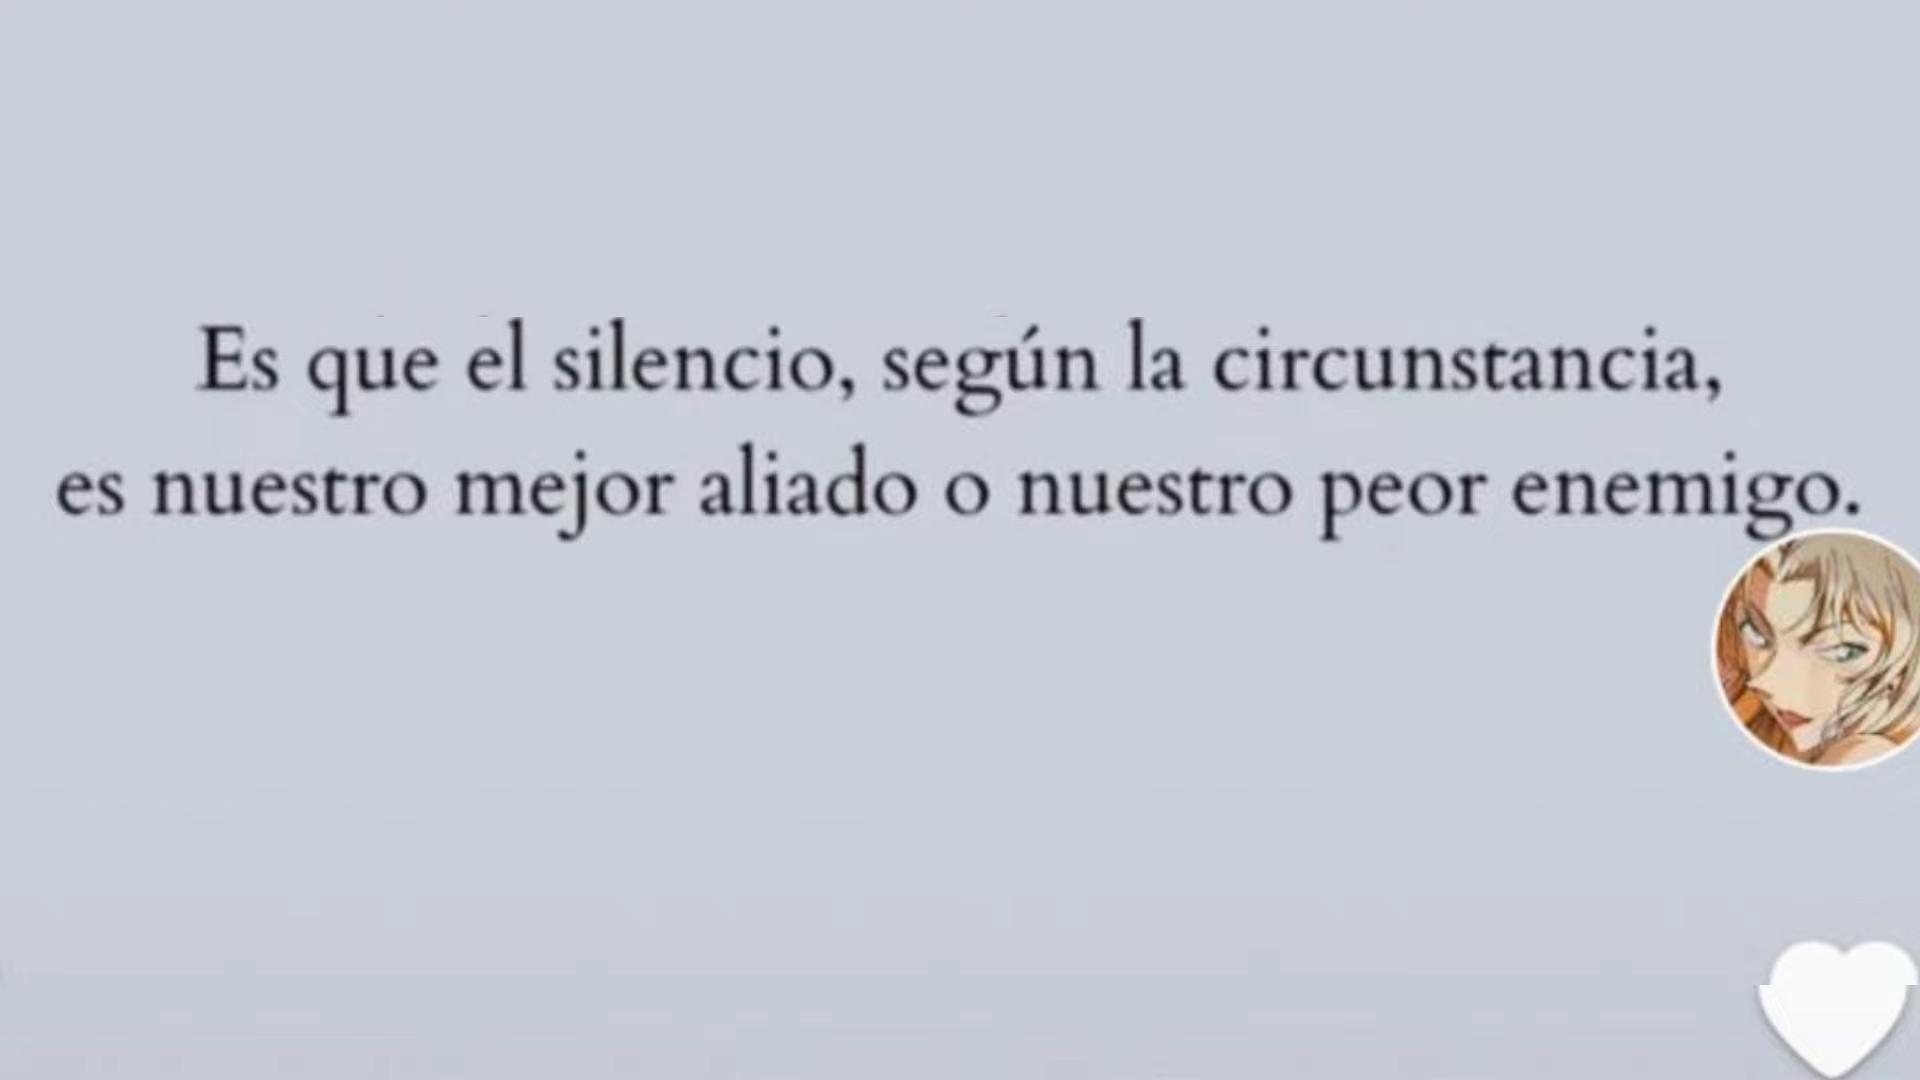 Es que el silencio, según la circunstancia,
es nuestro mejor aliado o nuestro peor enemigo.